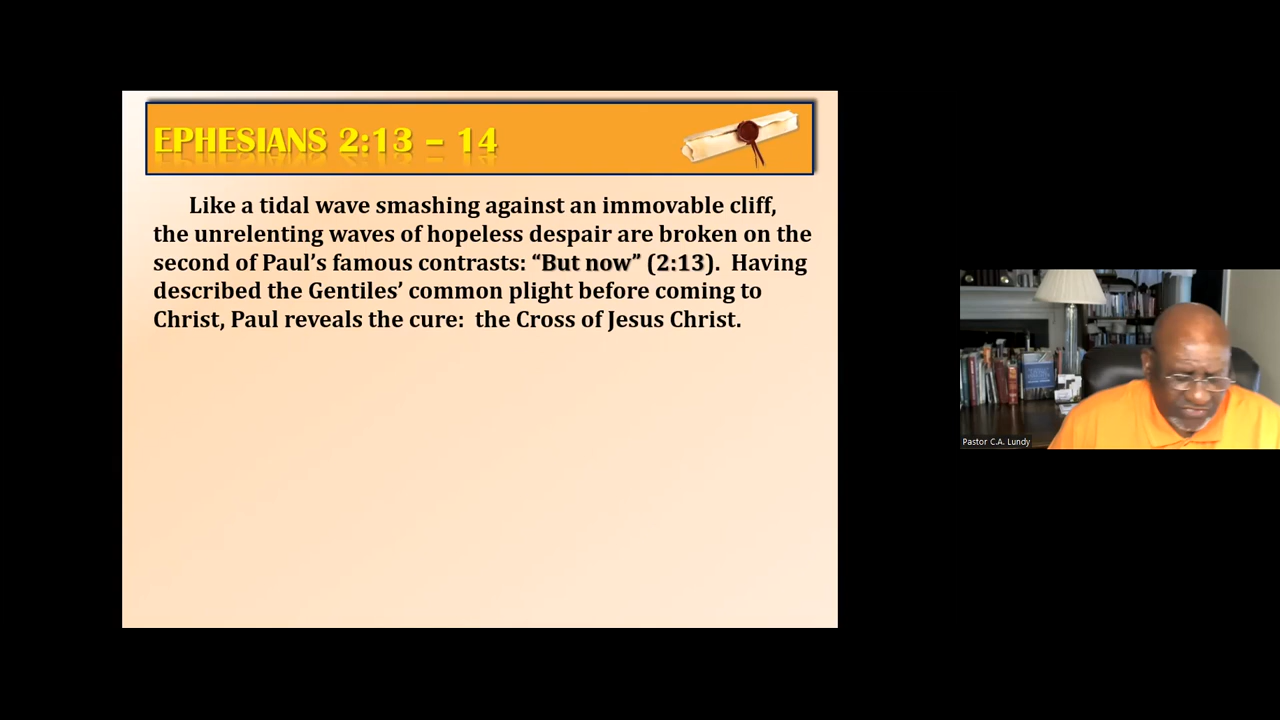 EPHESIANS 2:13 – 14
Like a tidal wave smashing against an immovable cliff,
the unrelenting waves of hopeless despair are broken on the
second of Paul’s famous contrasts: “But now” (2:13).  Having
described the Gentiles’ common plight before coming to
Christ, Paul reveals the cure:  the Cross of Jesus Christ.
Pastor C.A. Lundy